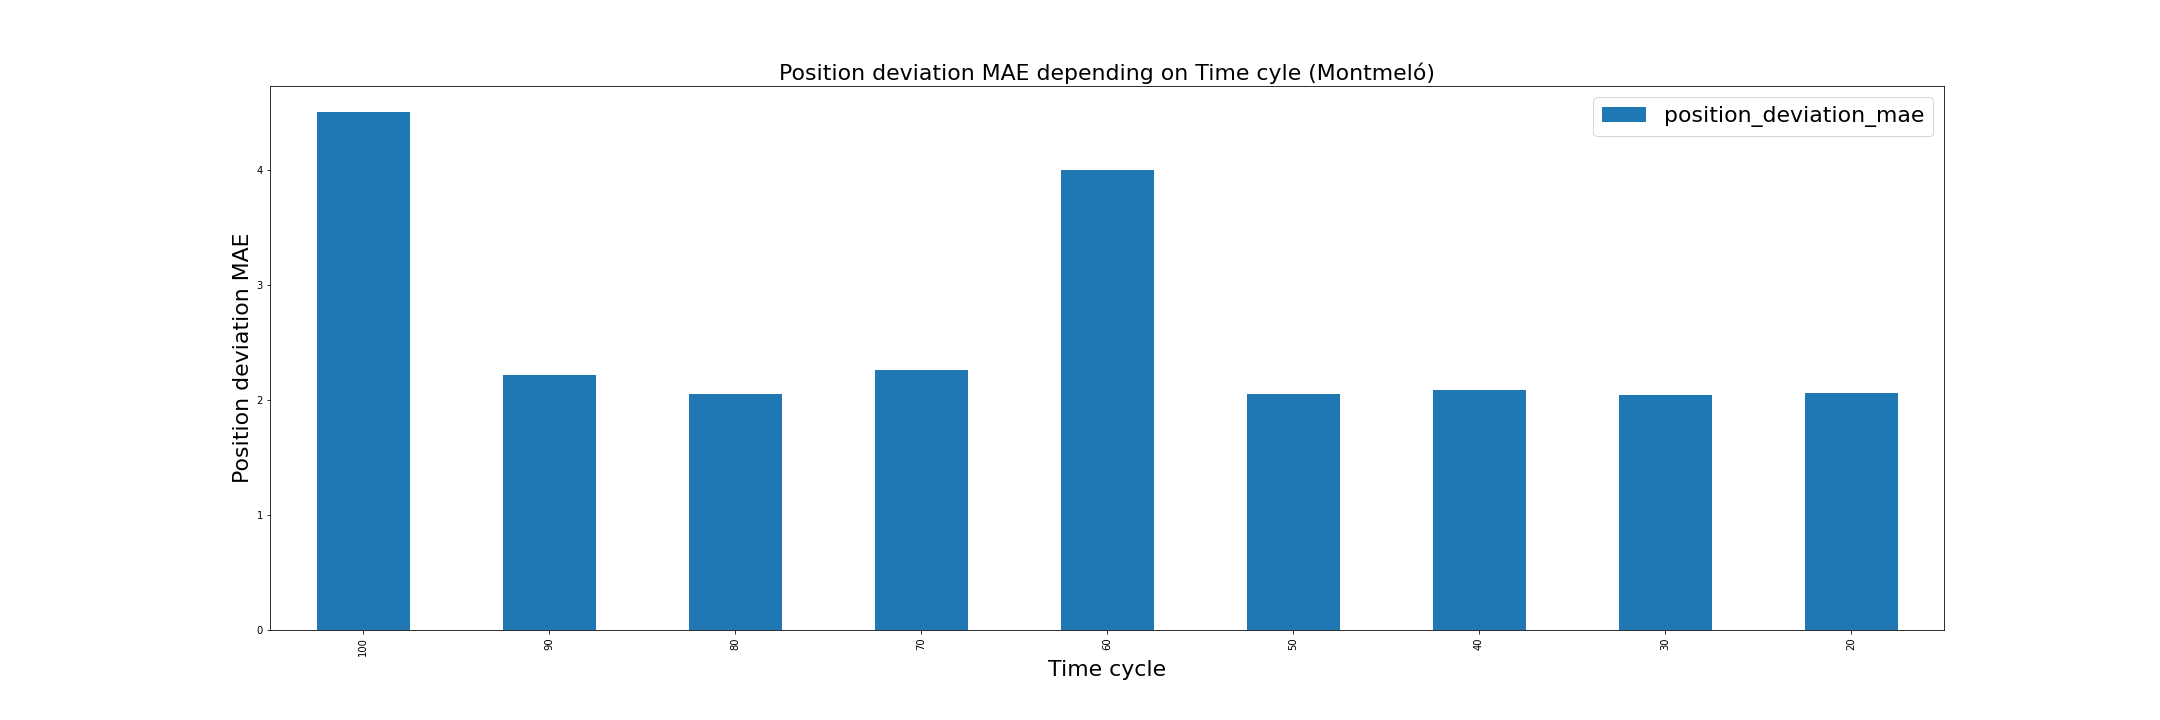 Position deviation MAE depending on Time cyle (Montmeló)
position_deviation_mae
Position deviation MAE
4
3
2
1
0
100 90 80 70 60 50 40 30 20
Time cycle